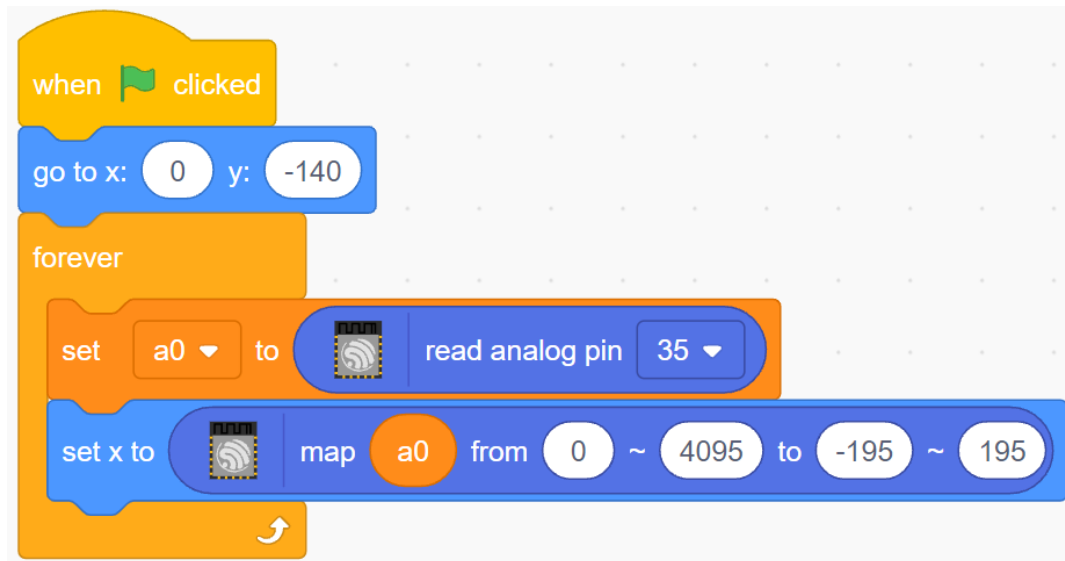 when clicked
go to x: 0 y: -140
forever
set a0 to read analog pin 35
set x to map a0 from 0 ~ 4095 to -195 ~ 195